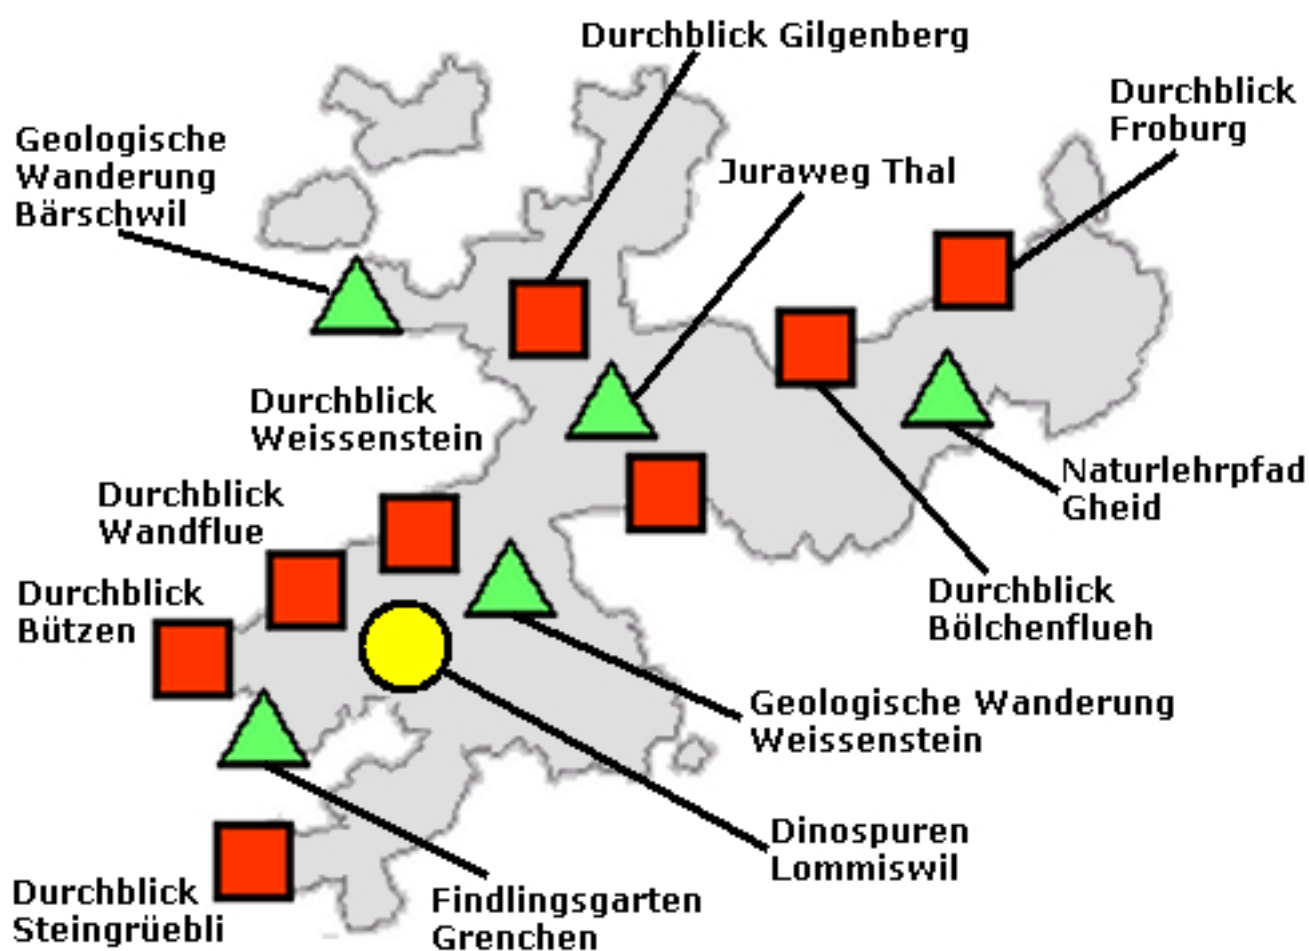 Durchblick Gilgenberg
Durchblick
Froburg
Geologische
Wanderung
Bärschwil
Juraweg Thal
Durchblick
Weissenstein
Naturlehrpfad
Gheid
Durchblick
Wandflue
Durchblick
Bützen
Durchblick
Bölchenflueh
Geologische Wanderung
Weissenstein
Dinospuren
Lommiswil
Durchblick
Steingrüebli
Findlingsgarten
Grenchen